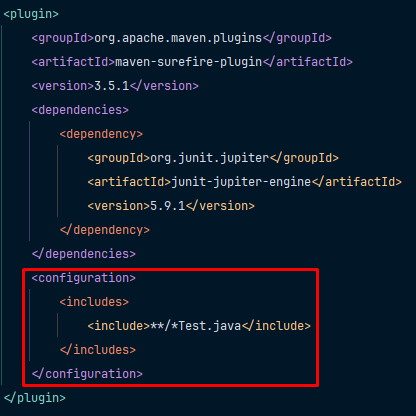 <plugin>
<groupId>org.apache.maven.plugins</groupId>
<artifactId>maven-surefire-plugin</artifactId>
<version>3.5.1</version>
<dependencies>
<dependency>
<groupId>org.junit.jupiter</groupId>
<artifactId>junit-jupiter-engine</artifactId>
<version>5.9.1</version>
</dependency>
</dependencies>
<configuration>
<includes>
<include>**/*Test.java</include>
</includes>
</configuration>
</plugin>